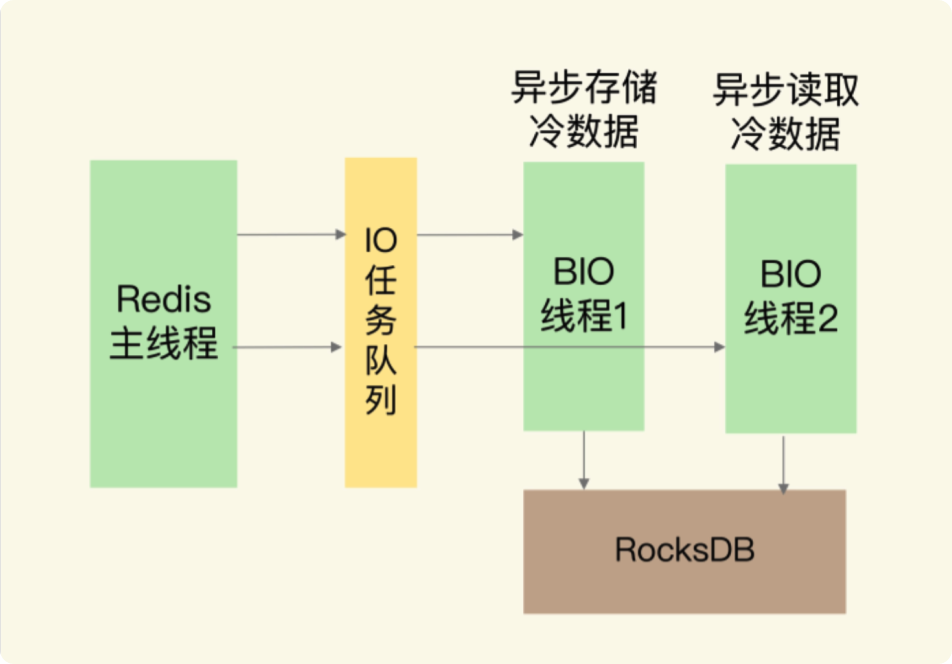 异步存储
冷数据
异步读取
冷数据
Redis
主线程
IO
任
务
队
列
BIO
线程1
BIO
线程2
RocksDB